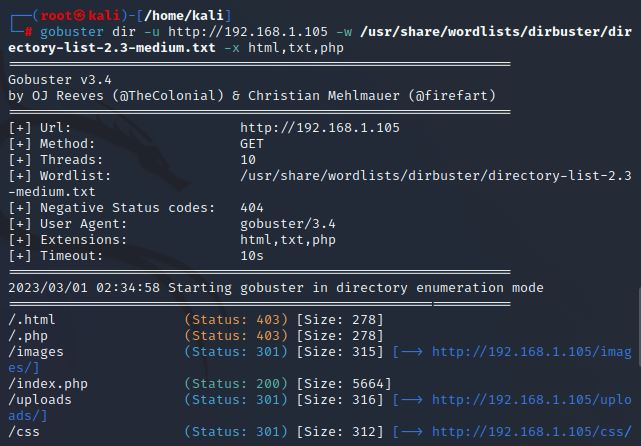 ┌──(root㉿kali)-[/home/kali]
└─# gobuster dir -u http://192.168.1.105 -w /usr/share/wordlists/dirbuster/dir
ectory-list-2.3-medium.txt -x html,txt,php
===============================================================
Gobuster v3.4
by OJ Reeves (@TheColonial) & Christian Mehlmauer (@firefart)
===============================================================
[+] Url:                     http://192.168.1.105
[+] Method:                  GET
[+] Threads:                 10
[+] Wordlist:                /usr/share/wordlists/dirbuster/directory-list-2.3
-medium.txt
[+] Negative Status codes:   404
[+] User Agent:              gobuster/3.4
[+] Extensions:              html,txt,php
[+] Timeout:                 10s
===============================================================
2023/03/01 02:34:58 Starting gobuster in directory enumeration mode
===============================================================
/.html                (Status: 403) [Size: 278]
/.php                 (Status: 403) [Size: 278]
/images               (Status: 301) [Size: 315] [--> http://192.168.1.105/imag
es/]
/index.php            (Status: 200) [Size: 5664]
/uploads              (Status: 301) [Size: 316] [--> http://192.168.1.105/uplo
ads/]
/css                  (Status: 301) [Size: 312] [--> http://192.168.1.105/css/